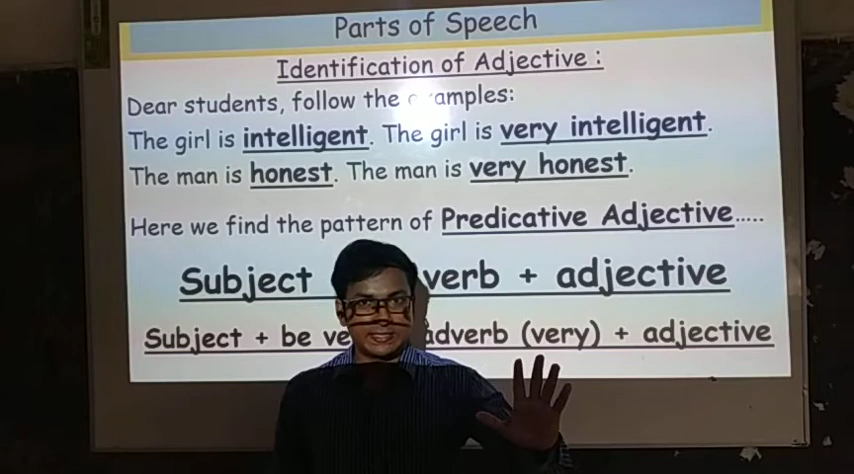 Parts of Speech
Identification of Adjective :
Dear students, follow the
The girl is intelligent. The girl is very intelligent.
The man is honest. The man is very honest.
Here we find the pattern of Predicative Adjective.....
Subject verb + adjective
Subject + be adverb (very) + adjective